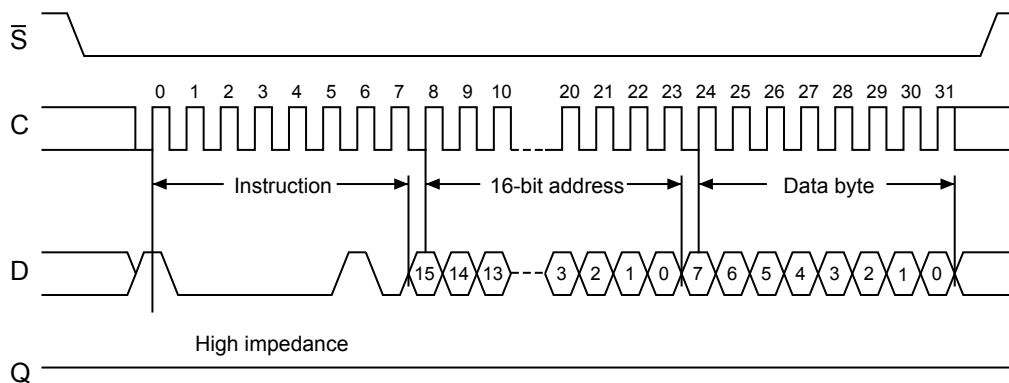 S̅
0 1 2 3 4 5 6 7 8 9 10 20 21 22 23 24 25 26 27 28 29 30 31
C
Instruction 16-bit address Data byte
D
15 14 13 3 2 1 0 7 6 5 4 3 2 1 0
High impedance
Q